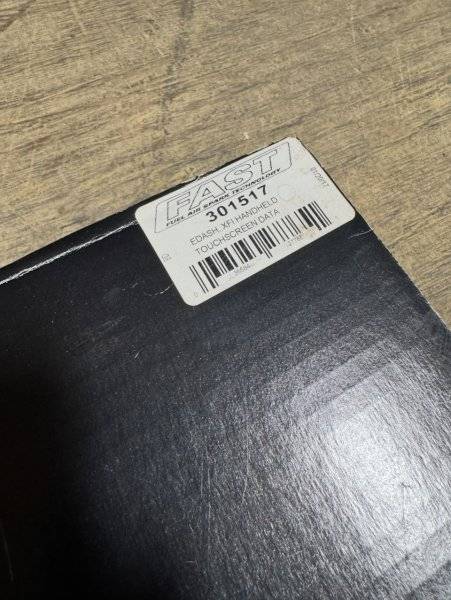 FAST
FUEL AIR SPARK TECHNOLOGY
301517
EDASH, XFI HANDHELD
TOUCHSCREEN DATA